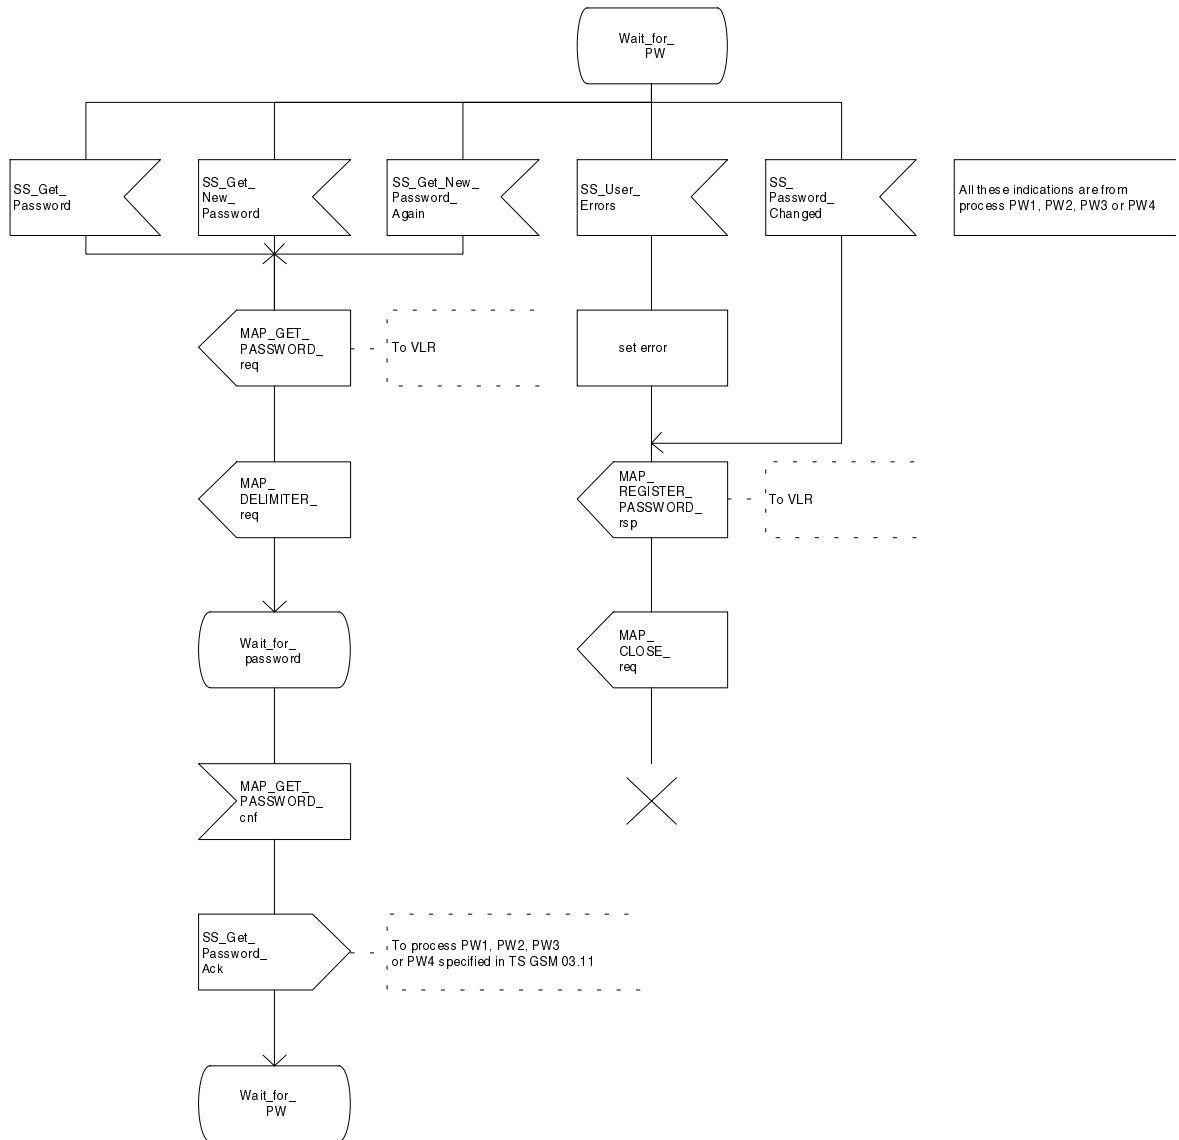 Wait_for_
PW
SS_Get_
Password
SS_Get_
New_
Password
SS_Get_New_
Password_
Again
SS_User_
Errors
SS_
Password_
Changed
All these indications are from
process PW1, PW2, PW3 or PW4
MAP_GET_
PASSWORD_
req
To VLR
set error
MAP_
DELIMITER_
req
MAP_
REGISTER_
PASSWORD_
rsp
To VLR
Wait_for_
password
MAP_
CLOSE_
req
MAP_GET_
PASSWORD_
cnf
SS_Get_
Password_
Ack
To process PW1, PW2, PW3
or PW4 specified in TS GSM 03.11
Wait_for_
PW